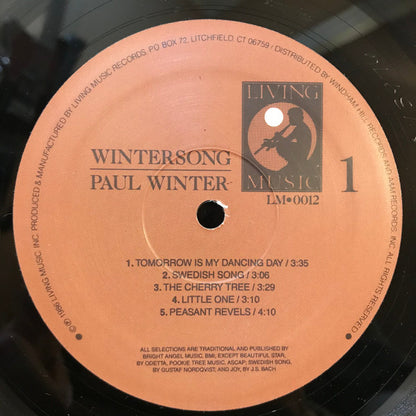 ℗ © 1986 LIVING MUSIC INC. PRODUCED & MANUFACTURED BY LIVING MUSIC RECORDS, PO BOX 72, LITCHFIELD, CT 06759 / DISTRIBUTED BY WINDHAM HILL RECORDS AND A&M RECORDS, INC. ALL RIGHTS RESERVED.
LIVING
MUSIC
WINTERSONG
PAUL WINTER
LM•0012
1
1. TOMORROW IS MY DANCING DAY / 3:35
2. SWEDISH SONG / 3:06
3. THE CHERRY TREE / 3:29
4. LITTLE ONE / 3:10
5. PEASANT REVELS / 4:10
ALL SELECTIONS ARE TRADITIONAL AND PUBLISHED BY
BRIGHT ANGEL MUSIC, BMI; EXCEPT BEAUTIFUL STAR,
BY ODETTA, POOKIE TREE MUSIC, ASCAP; SWEDISH SONG,
BY GUSTAF NORDQVIST; AND JOY, BY J.S. BACH